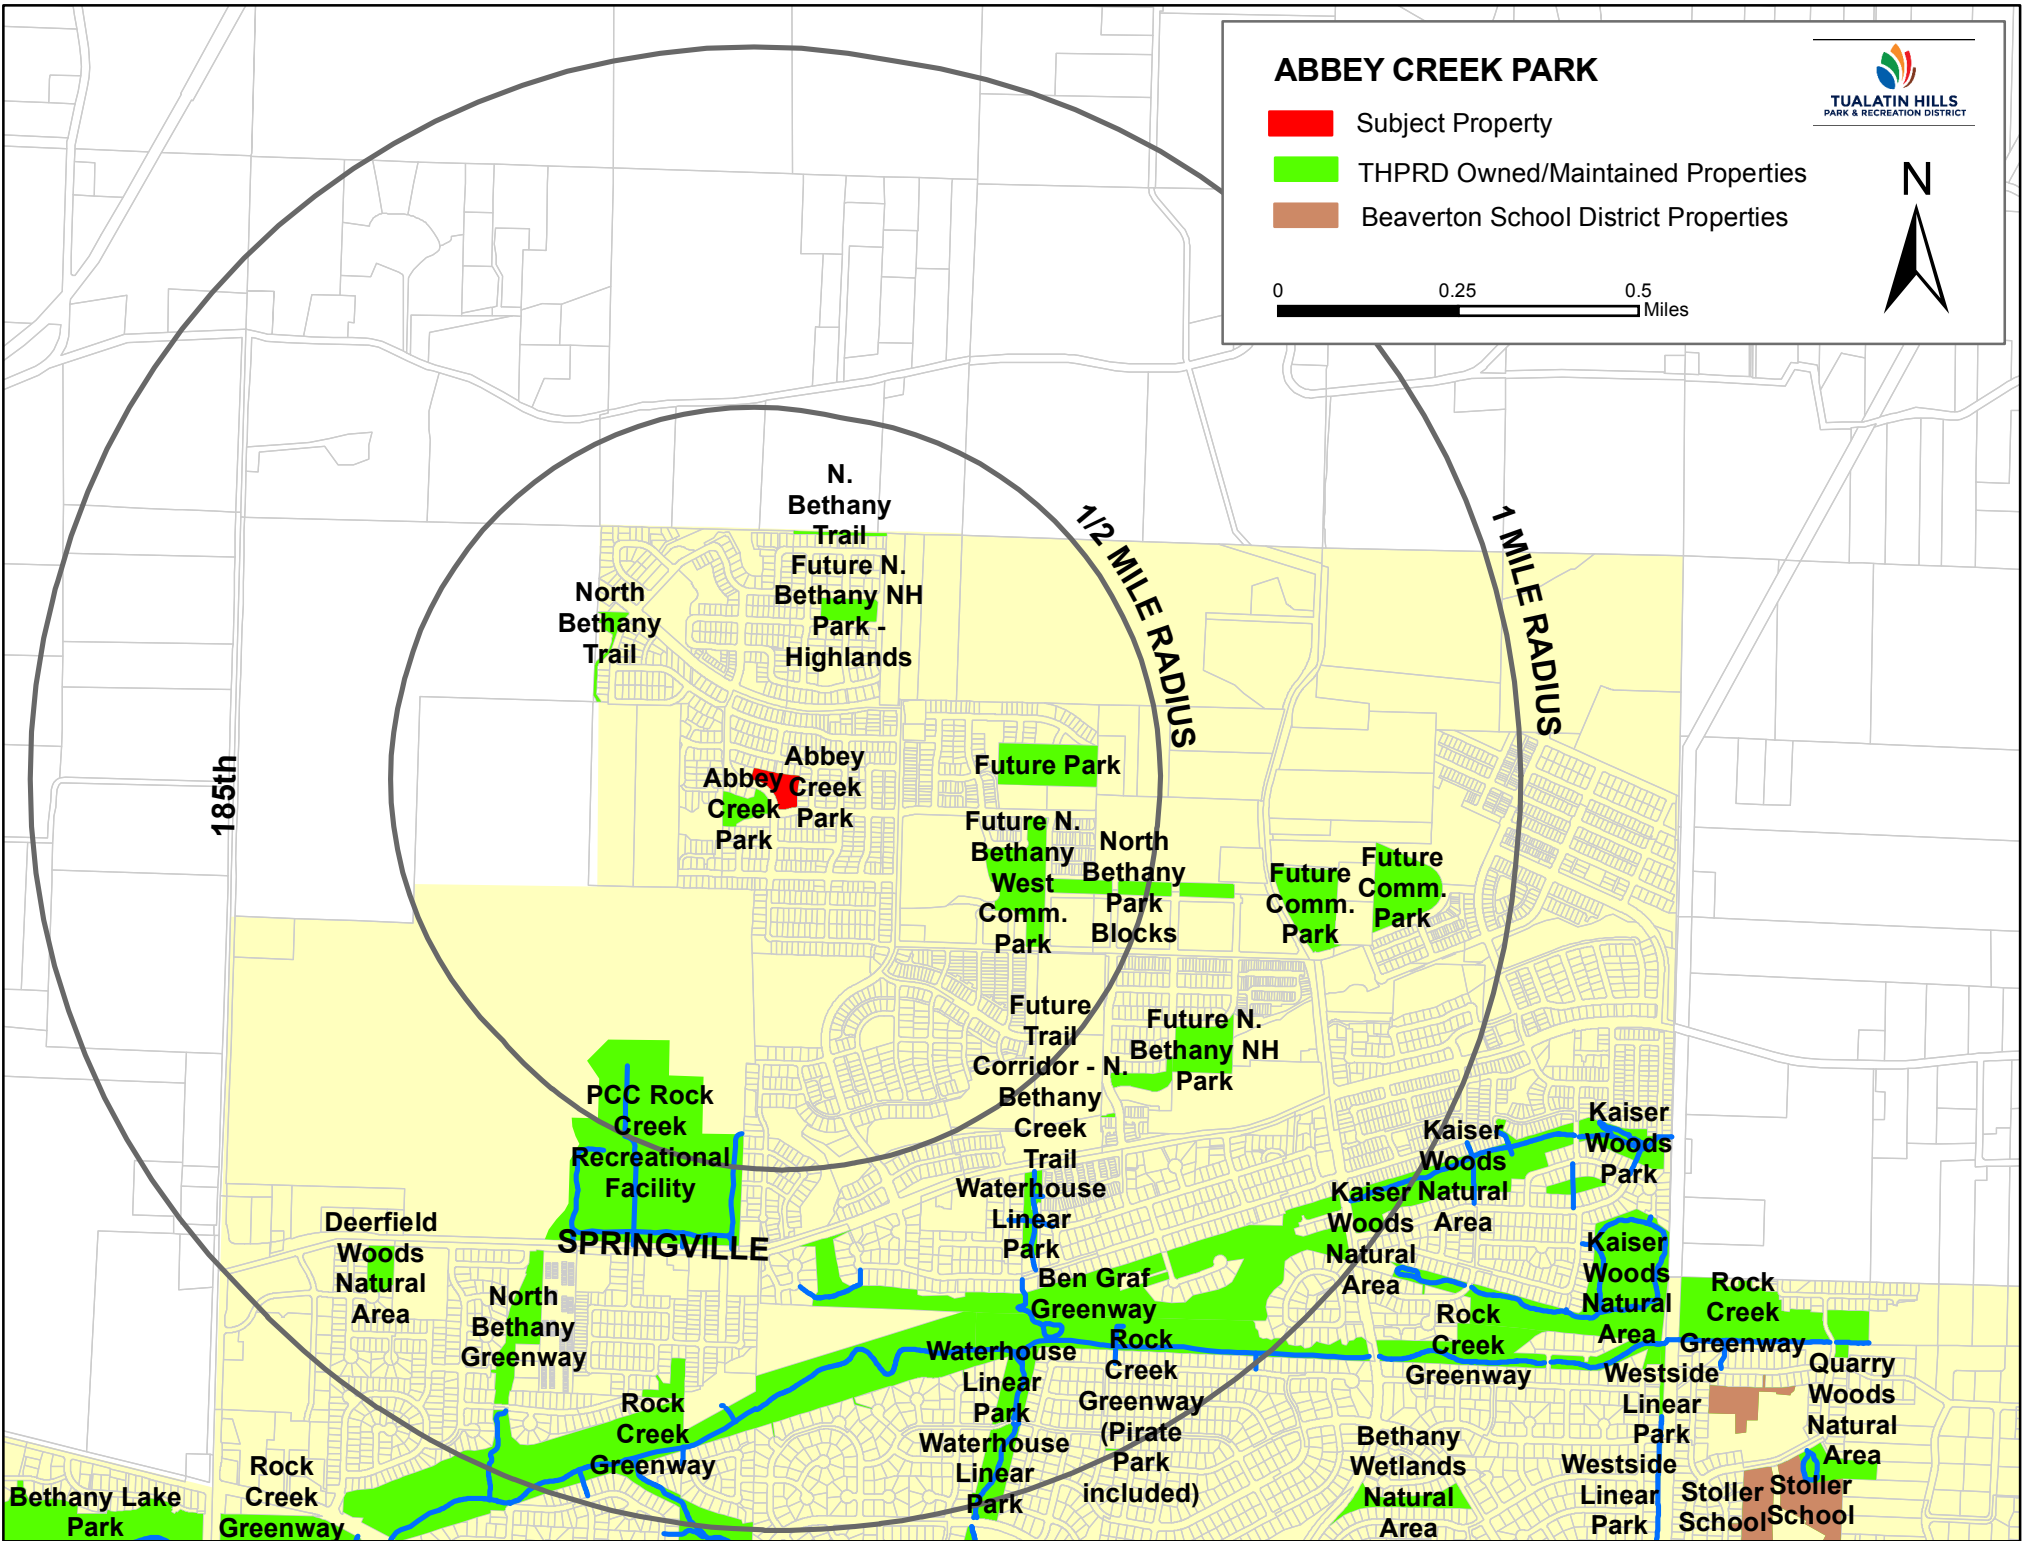 ABBEY CREEK PARK
TUALATIN HILLS
PARK & RECREATION DISTRICT
Subject Property
THPRD Owned/Maintained Properties
Beaverton School District Properties
N
0
0.25
0.5
Miles
N.
Bethany
Trail
Future N.
Bethany NH
Park -
Highlands
North
Bethany
Trail
1/2 MILE RADIUS
1 MILE RADIUS
185th
Abbey
Creek
Park
Abbey
Creek
Park
Future Park
Future N.
Bethany
West
Comm.
Park
North
Bethany
Park
Blocks
Future
Comm.
Park
Future
Comm.
Park
Future
Trail
Corridor - N.
Bethany
Creek
Trail
Future N.
Bethany NH
Park
PCC Rock
Creek
Recreational
Facility
SPRINGVILLE
Deerfield
Woods
Natural
Area
North
Bethany
Greenway
Waterhouse
Linear
Park
Ben Graf
Greenway
Kaiser
Woods
Natural
Area
Kaiser
Woods
Natural
Area
Kaiser
Woods
Park
Kaiser
Woods
Natural
Area
Rock
Creek
Greenway
Rock
Creek
Greenway
Quarry
Woods
Natural
Area
Westside
Linear
Park
Westside
Linear
Park
Waterhouse
Linear
Park
Waterhouse
Linear
Park
Rock
Creek
Greenway
(Pirate
Park
included)
Rock
Creek
Greenway
Rock
Creek
Greenway
Bethany Lake
Park
Bethany
Wetlands
Natural
Area
Stoller
School
Stoller
School